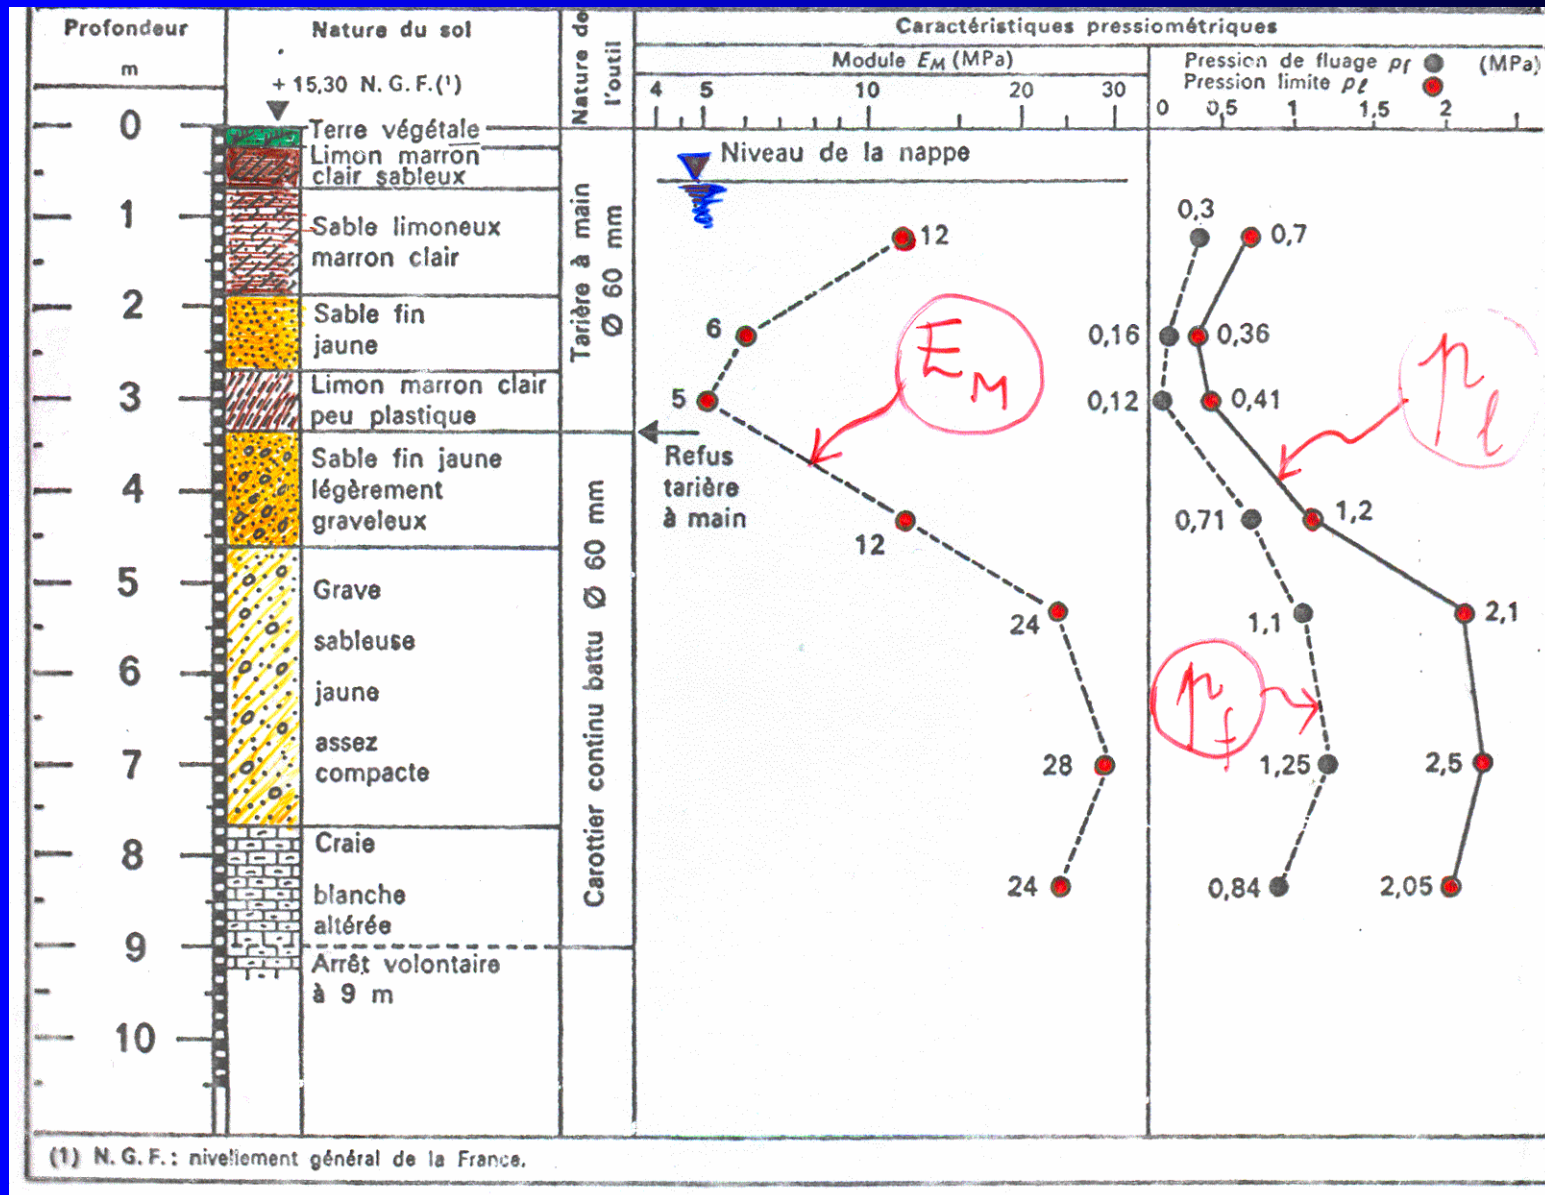 Profondeur
m
Nature du sol
+ 15,30 N. G. F.(¹)
Nature de
l'outil
Caractéristiques pressiométriques
Module EM (MPa)
4 5 10 20 30
Pression de fluage pf (MPa)
Pression limite pℓ
0 0,5 1 1,5 2
0
1
2
3
4
5
6
7
8
9
10
Terre végétale
Limon marron
clair sableux
Sable limoneux
marron clair
Sable fin
jaune
Limon marron clair
peu plastique
Sable fin jaune
légèrement
graveleux
Grave
sableuse
jaune
assez
compacte
Craie
blanche
altérée
Arrêt volontaire
à 9 m
Tarière à main
Ø 60 mm
Carottier continu battu Ø 60 mm
Niveau de la nappe
12
6
5
Refus
tarière
à main
12
24
28
24
EM
0,3
0,7
0,16
0,36
0,12
0,41
0,71
1,2
1,1
2,1
1,25
2,5
0,84
2,05
pℓ
pf
(1) N. G. F. : nivellement général de la France.